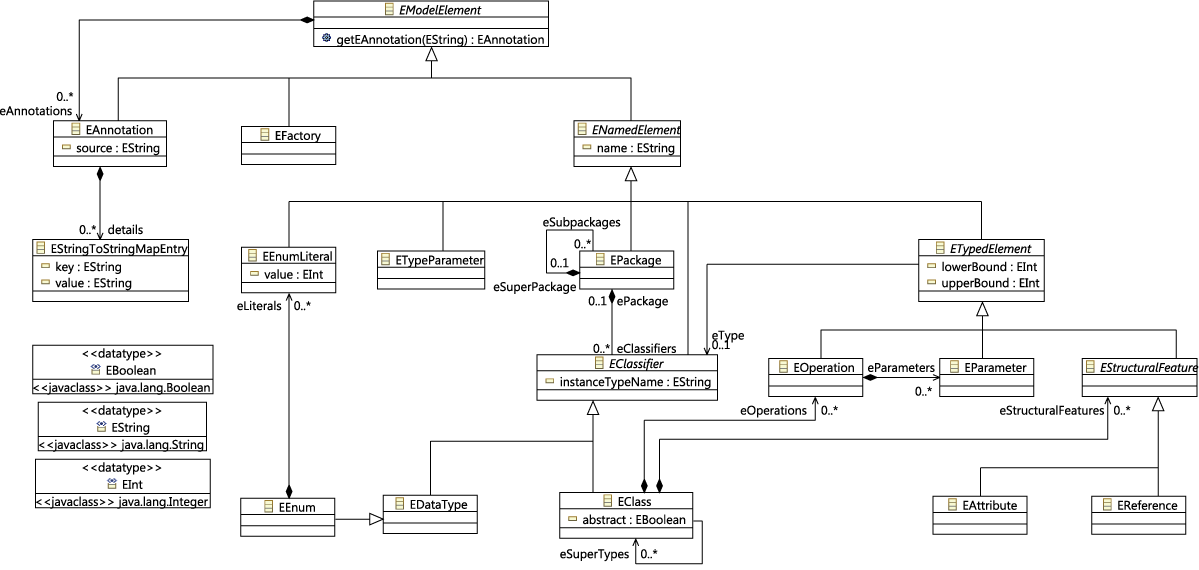 EModelElement
getEAnnotation(EString) : EAnnotation
0..*
eAnnotations
EAnnotation
source : EString
EFactory
ENamedElement
name : EString
0..* details
EStringToStringMapEntry
key : EString
value : EString
EEnumLiteral
value : EInt
eLiterals 0..*
ETypeParameter
eSubpackages
0..*
0..1
eSuperPackage
EPackage
0..1 ePackage
0..* eClassifiers
ETypedElement
lowerBound : EInt
upperBound : EInt
eType
0..1
EClassifier
instanceTypeName : EString
EOperation
eParameters
0..*
EParameter
EStructuralFeature
eOperations 0..*
eStructuralFeatures 0..*
<<datatype>>
EBoolean
<<javaclass>> java.lang.Boolean
<<datatype>>
EString
<<javaclass>> java.lang.String
<<datatype>>
EInt
<<javaclass>> java.lang.Integer
EEnum
EDataType
EClass
abstract : EBoolean
eSuperTypes 0..*
EAttribute
EReference